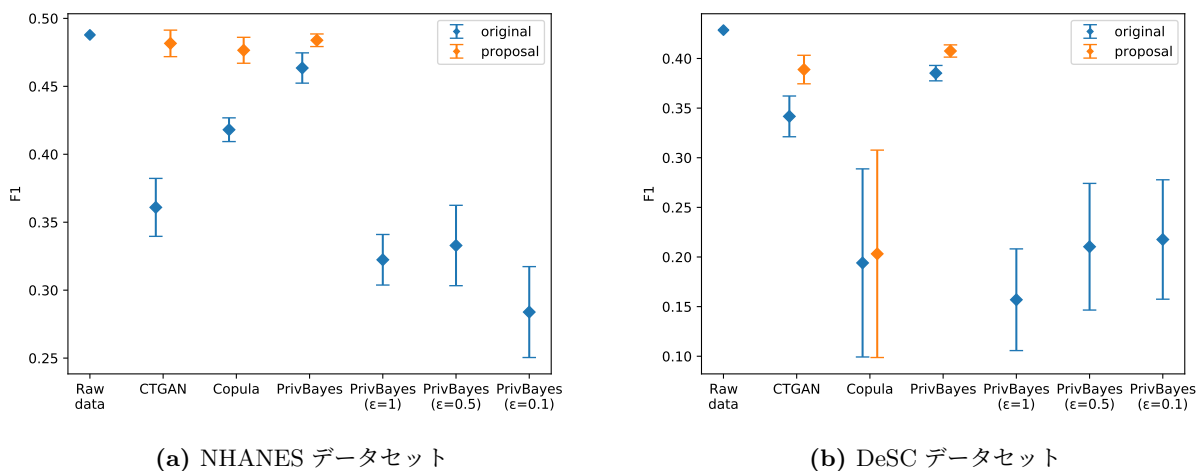 0.50
0.45
0.40
0.35
0.30
0.25
F1
original
proposal
Raw
data
CTGAN
Copula
PrivBayes
PrivBayes
(ε=1)
PrivBayes
(ε=0.5)
PrivBayes
(ε=0.1)
(a) NHANES データセット
0.40
0.35
0.30
0.25
0.20
0.15
0.10
F1
original
proposal
Raw
data
CTGAN
Copula
PrivBayes
PrivBayes
(ε=1)
PrivBayes
(ε=0.5)
PrivBayes
(ε=0.1)
(b) DeSC データセット